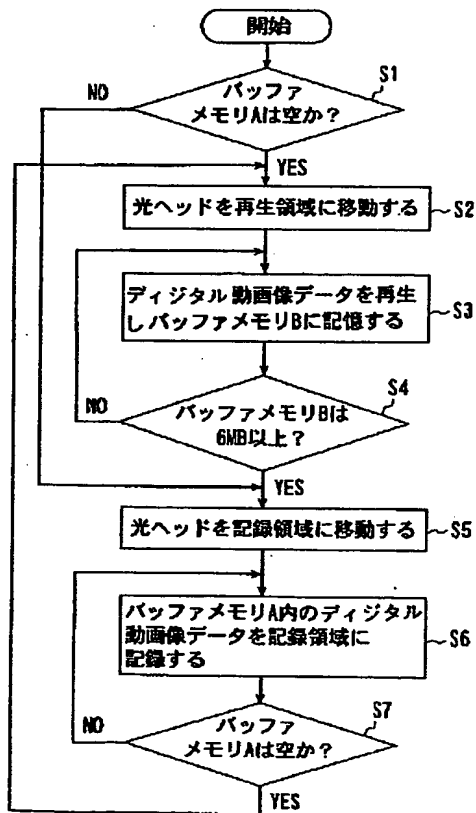 開始
バッファ
メモリAは空か？
S1
NO
YES
光ヘッドを再生領域に移動する
S2
ディジタル動画像データを再生
しバッファメモリBに記憶する
S3
バッファメモリBは
6MB以上？
S4
NO
YES
光ヘッドを記録領域に移動する
S5
バッファメモリA内のディジタル
動画像データを記録領域に
記録する
S6
バッファ
メモリAは空か？
S7
NO
YES